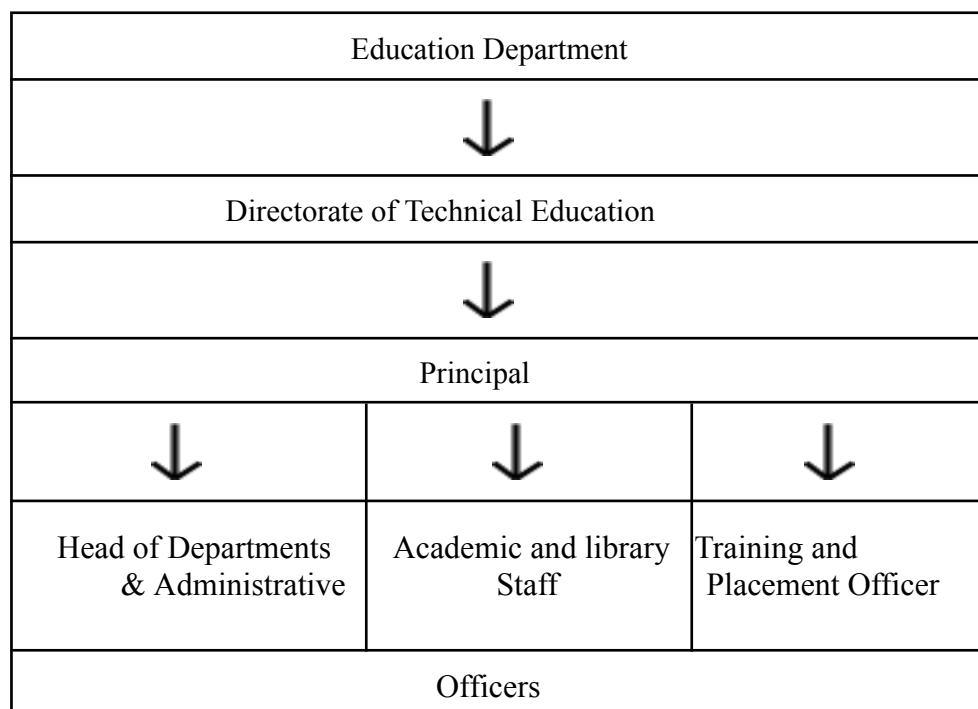 Education Department
Directorate of Technical Education
Principal
Head of Departments
& Administrative
Academic and library
Staff
Training and
Placement Officer
Officers